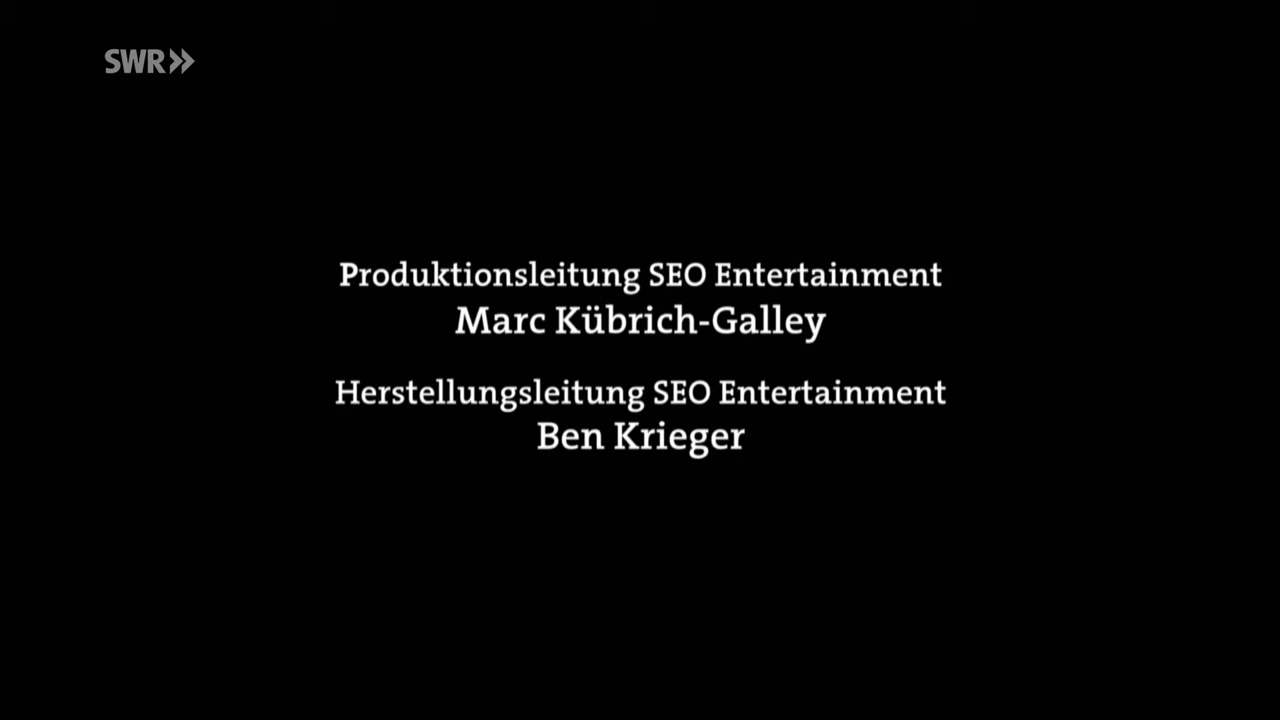 SWR»
Produktionsleitung SEO Entertainment
Marc Kübrich-Galley
Herstellungsleitung SEO Entertainment
Ben Krieger